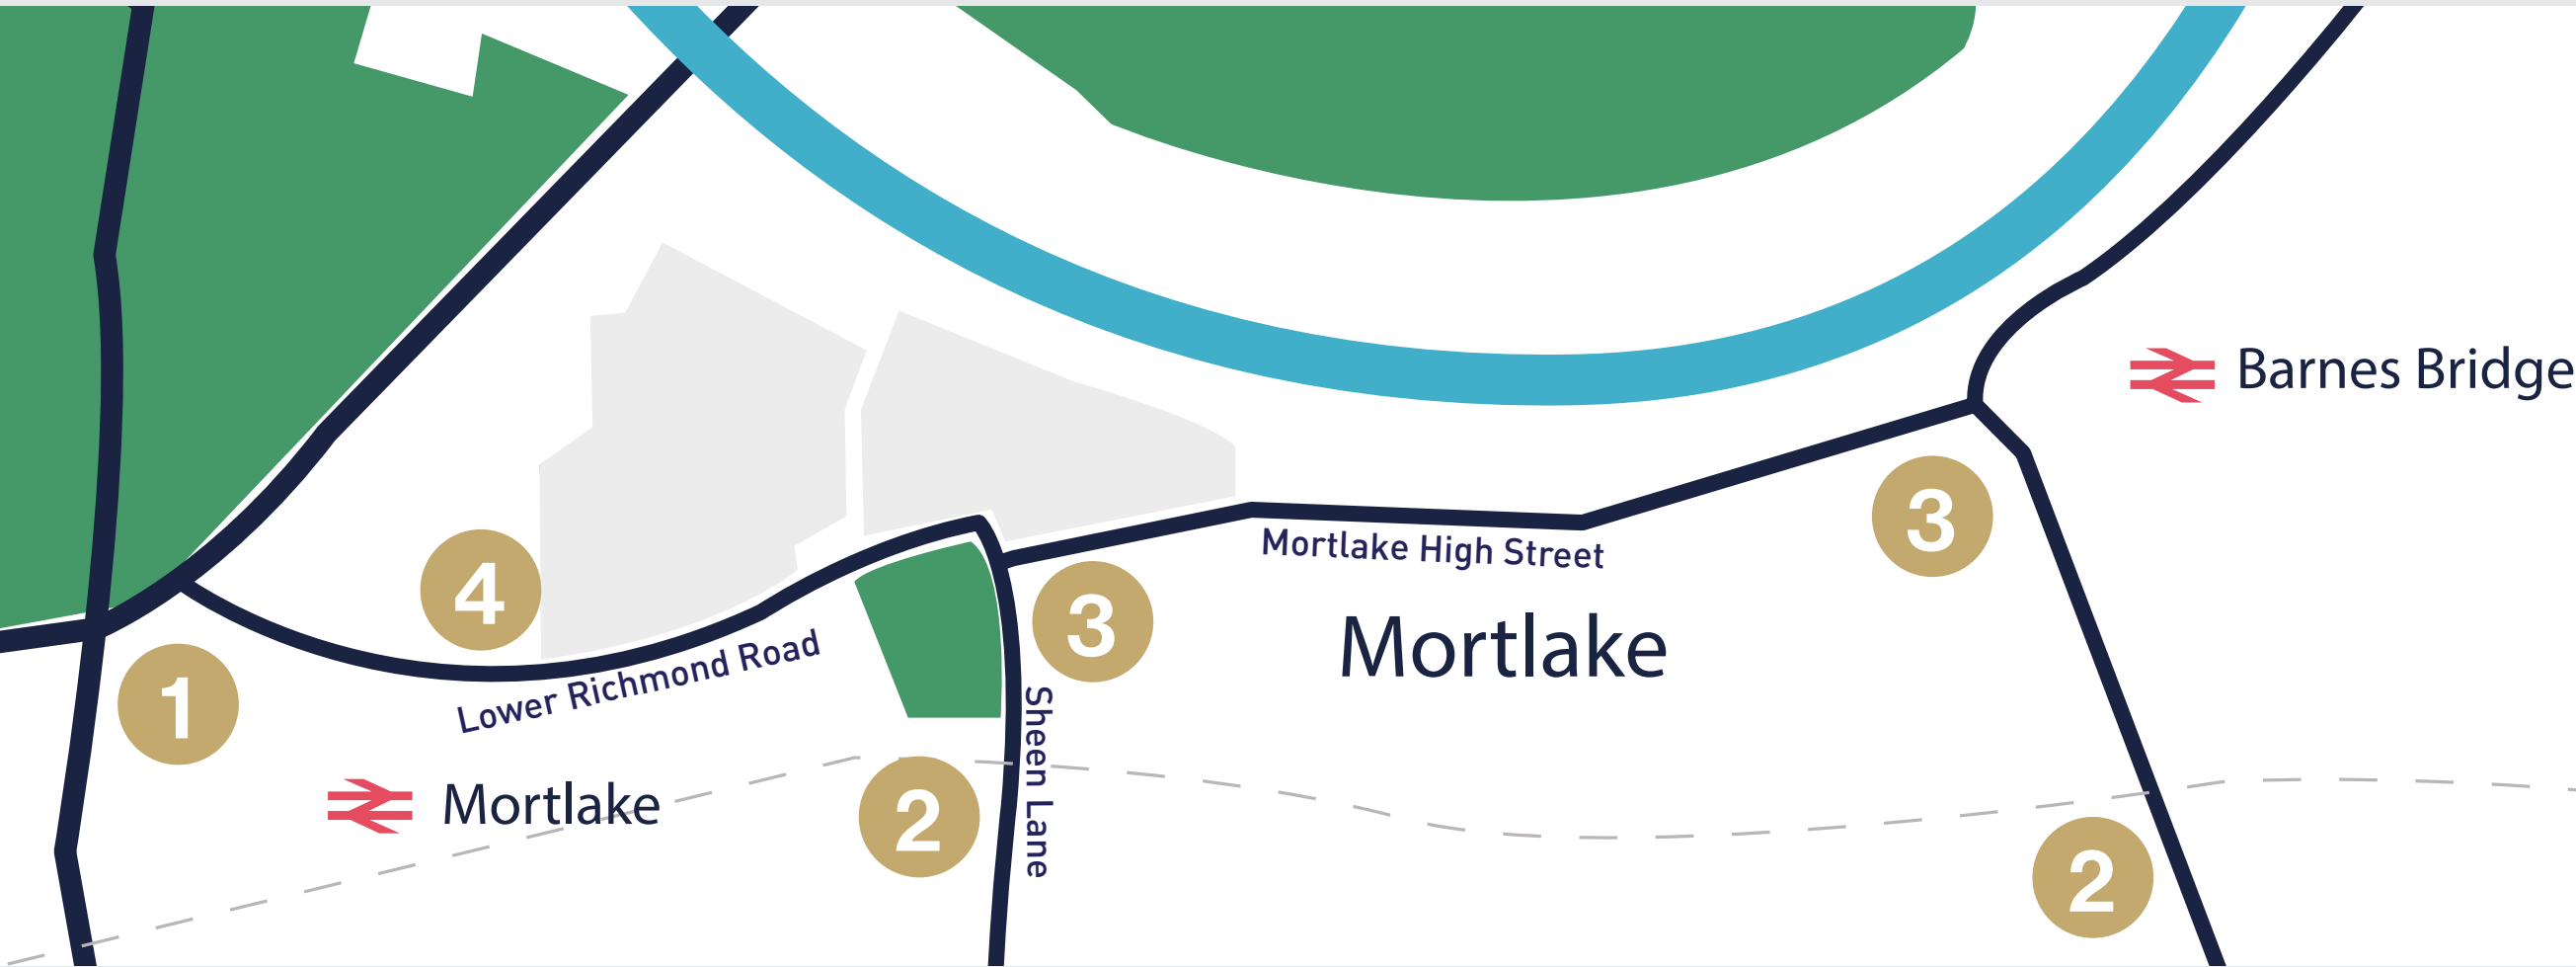 Barnes Bridge
3
Mortlake High Street
4
3
Mortlake
1
Lower Richmond Road
Sheen Lane
Mortlake
2
2